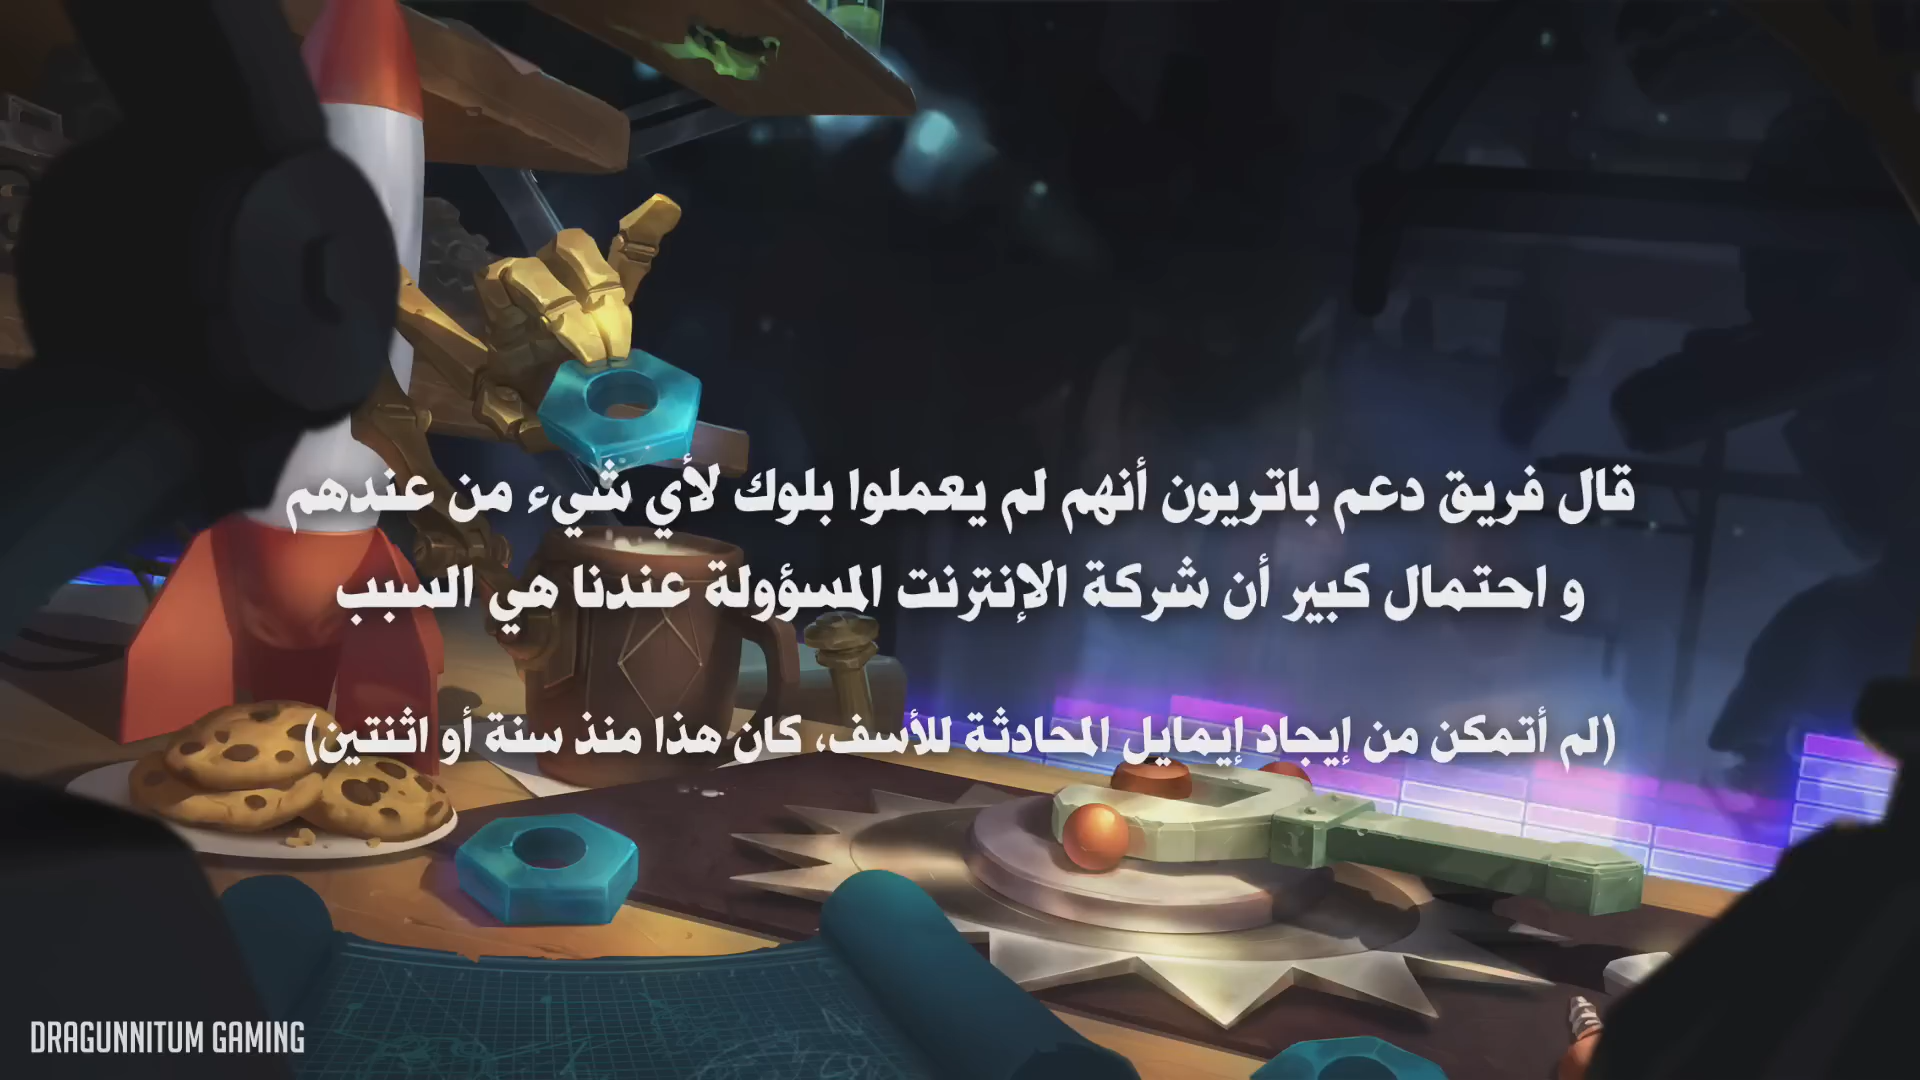 قال فريق دعم باتريون أنهم لم يعملوا بلوك لأي شيء من عندهم
و احتمال كبير أن شركة الإنترنت المسؤولة عندنا هي السبب
(لم أتمكن من إيجاد إيمايل المحادثة للأسف، كان هذا منذ سنة أو اثنتين)
DRAGUNNITUM GAMING